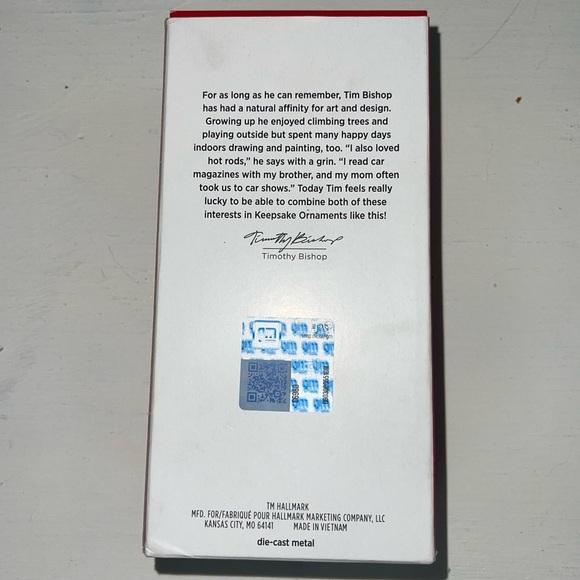 For as long as he can remember, Tim Bishop
has had a natural affinity for art and design.
Growing up he enjoyed climbing trees and
playing outside but spent many happy days
indoors drawing and painting, too. “I also loved
hot rods,” he says with a grin. “I read car
magazines with my brother, and my mom often
took us to car shows.” Today Tim feels really
lucky to be able to combine both of these
interests in Keepsake Ornaments like this!
Timothy Bishop
Timothy Bishop
TM HALLMARK
MFD. FOR/FABRIQUÉ POUR HALLMARK MARKETING COMPANY, LLC
KANSAS CITY, MO 64141 MADE IN VIETNAM
die-cast metal